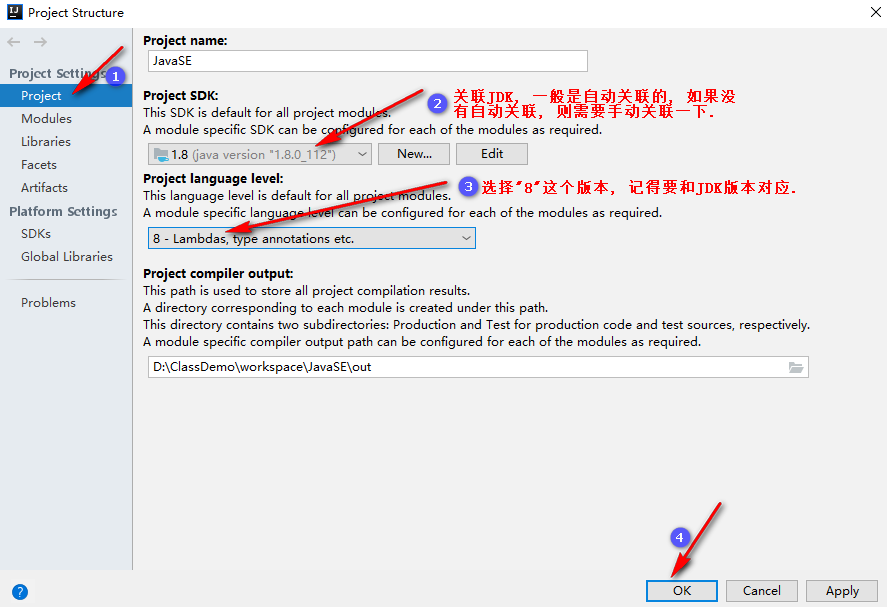 Project Structure
Project Settings
Project
Modules
Libraries
Facets
Artifacts
Platform Settings
SDKs
Global Libraries
Problems
Project name:
JavaSE
Project SDK:
This SDK is default for all project modules.
A module specific SDK can be configured for each of the modules as required.
1.8 (java version "1.8.0_112")
New...
Edit
Project language level:
This language level is default for all project modules.
A module specific language level can be configured for each of the modules as required.
8 - Lambdas, type annotations etc.
Project compiler output:
This path is used to store all project compilation results.
A directory corresponding to each module is created under this path.
This directory contains two subdirectories: Production and Test for production code and test sources, respectively.
A module specific compiler output path can be configured for each of the modules as required.
D:\ClassDemo\workspace\JavaSE\out
1
2 关联JDK, 一般是自动关联的, 如果没
有自动关联, 则需要手动关联一下.
3 选择"8"这个版本, 记得要和JDK版本对应.
4
?
OK
Cancel
Apply